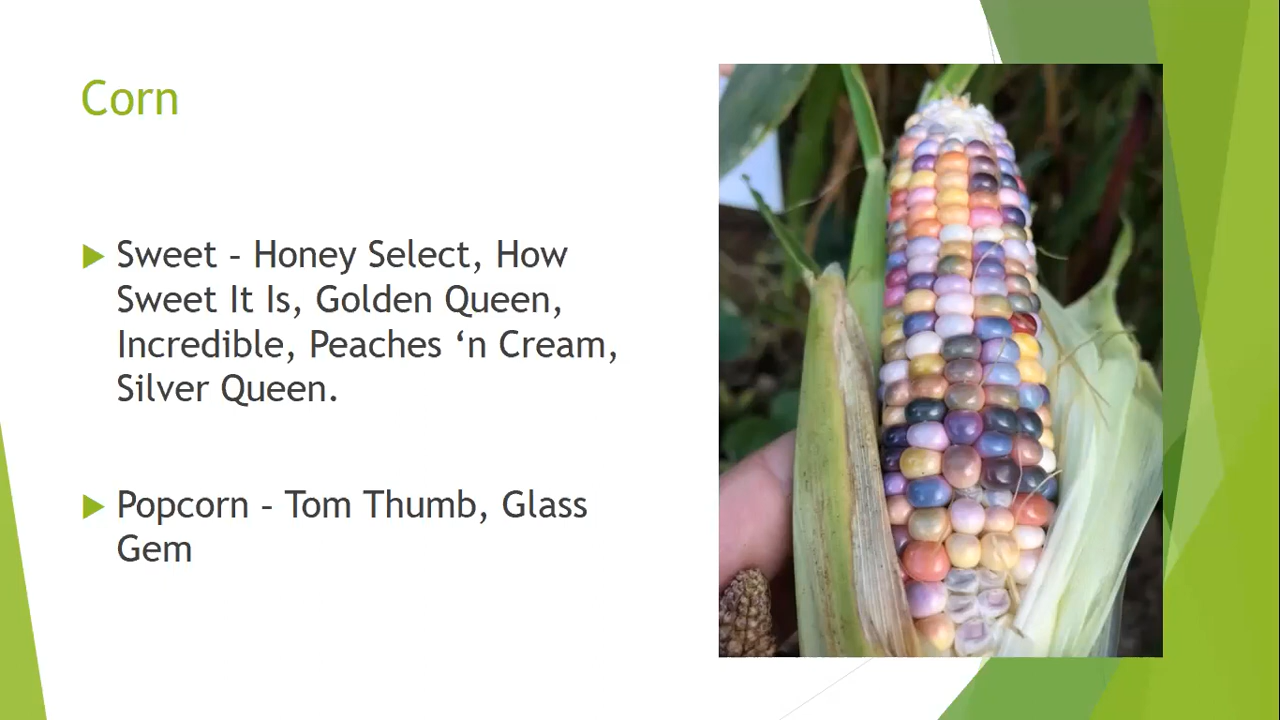 Corn
Sweet – Honey Select, How
Sweet It Is, Golden Queen,
Incredible, Peaches ‘n Cream,
Silver Queen.
Popcorn – Tom Thumb, Glass
Gem